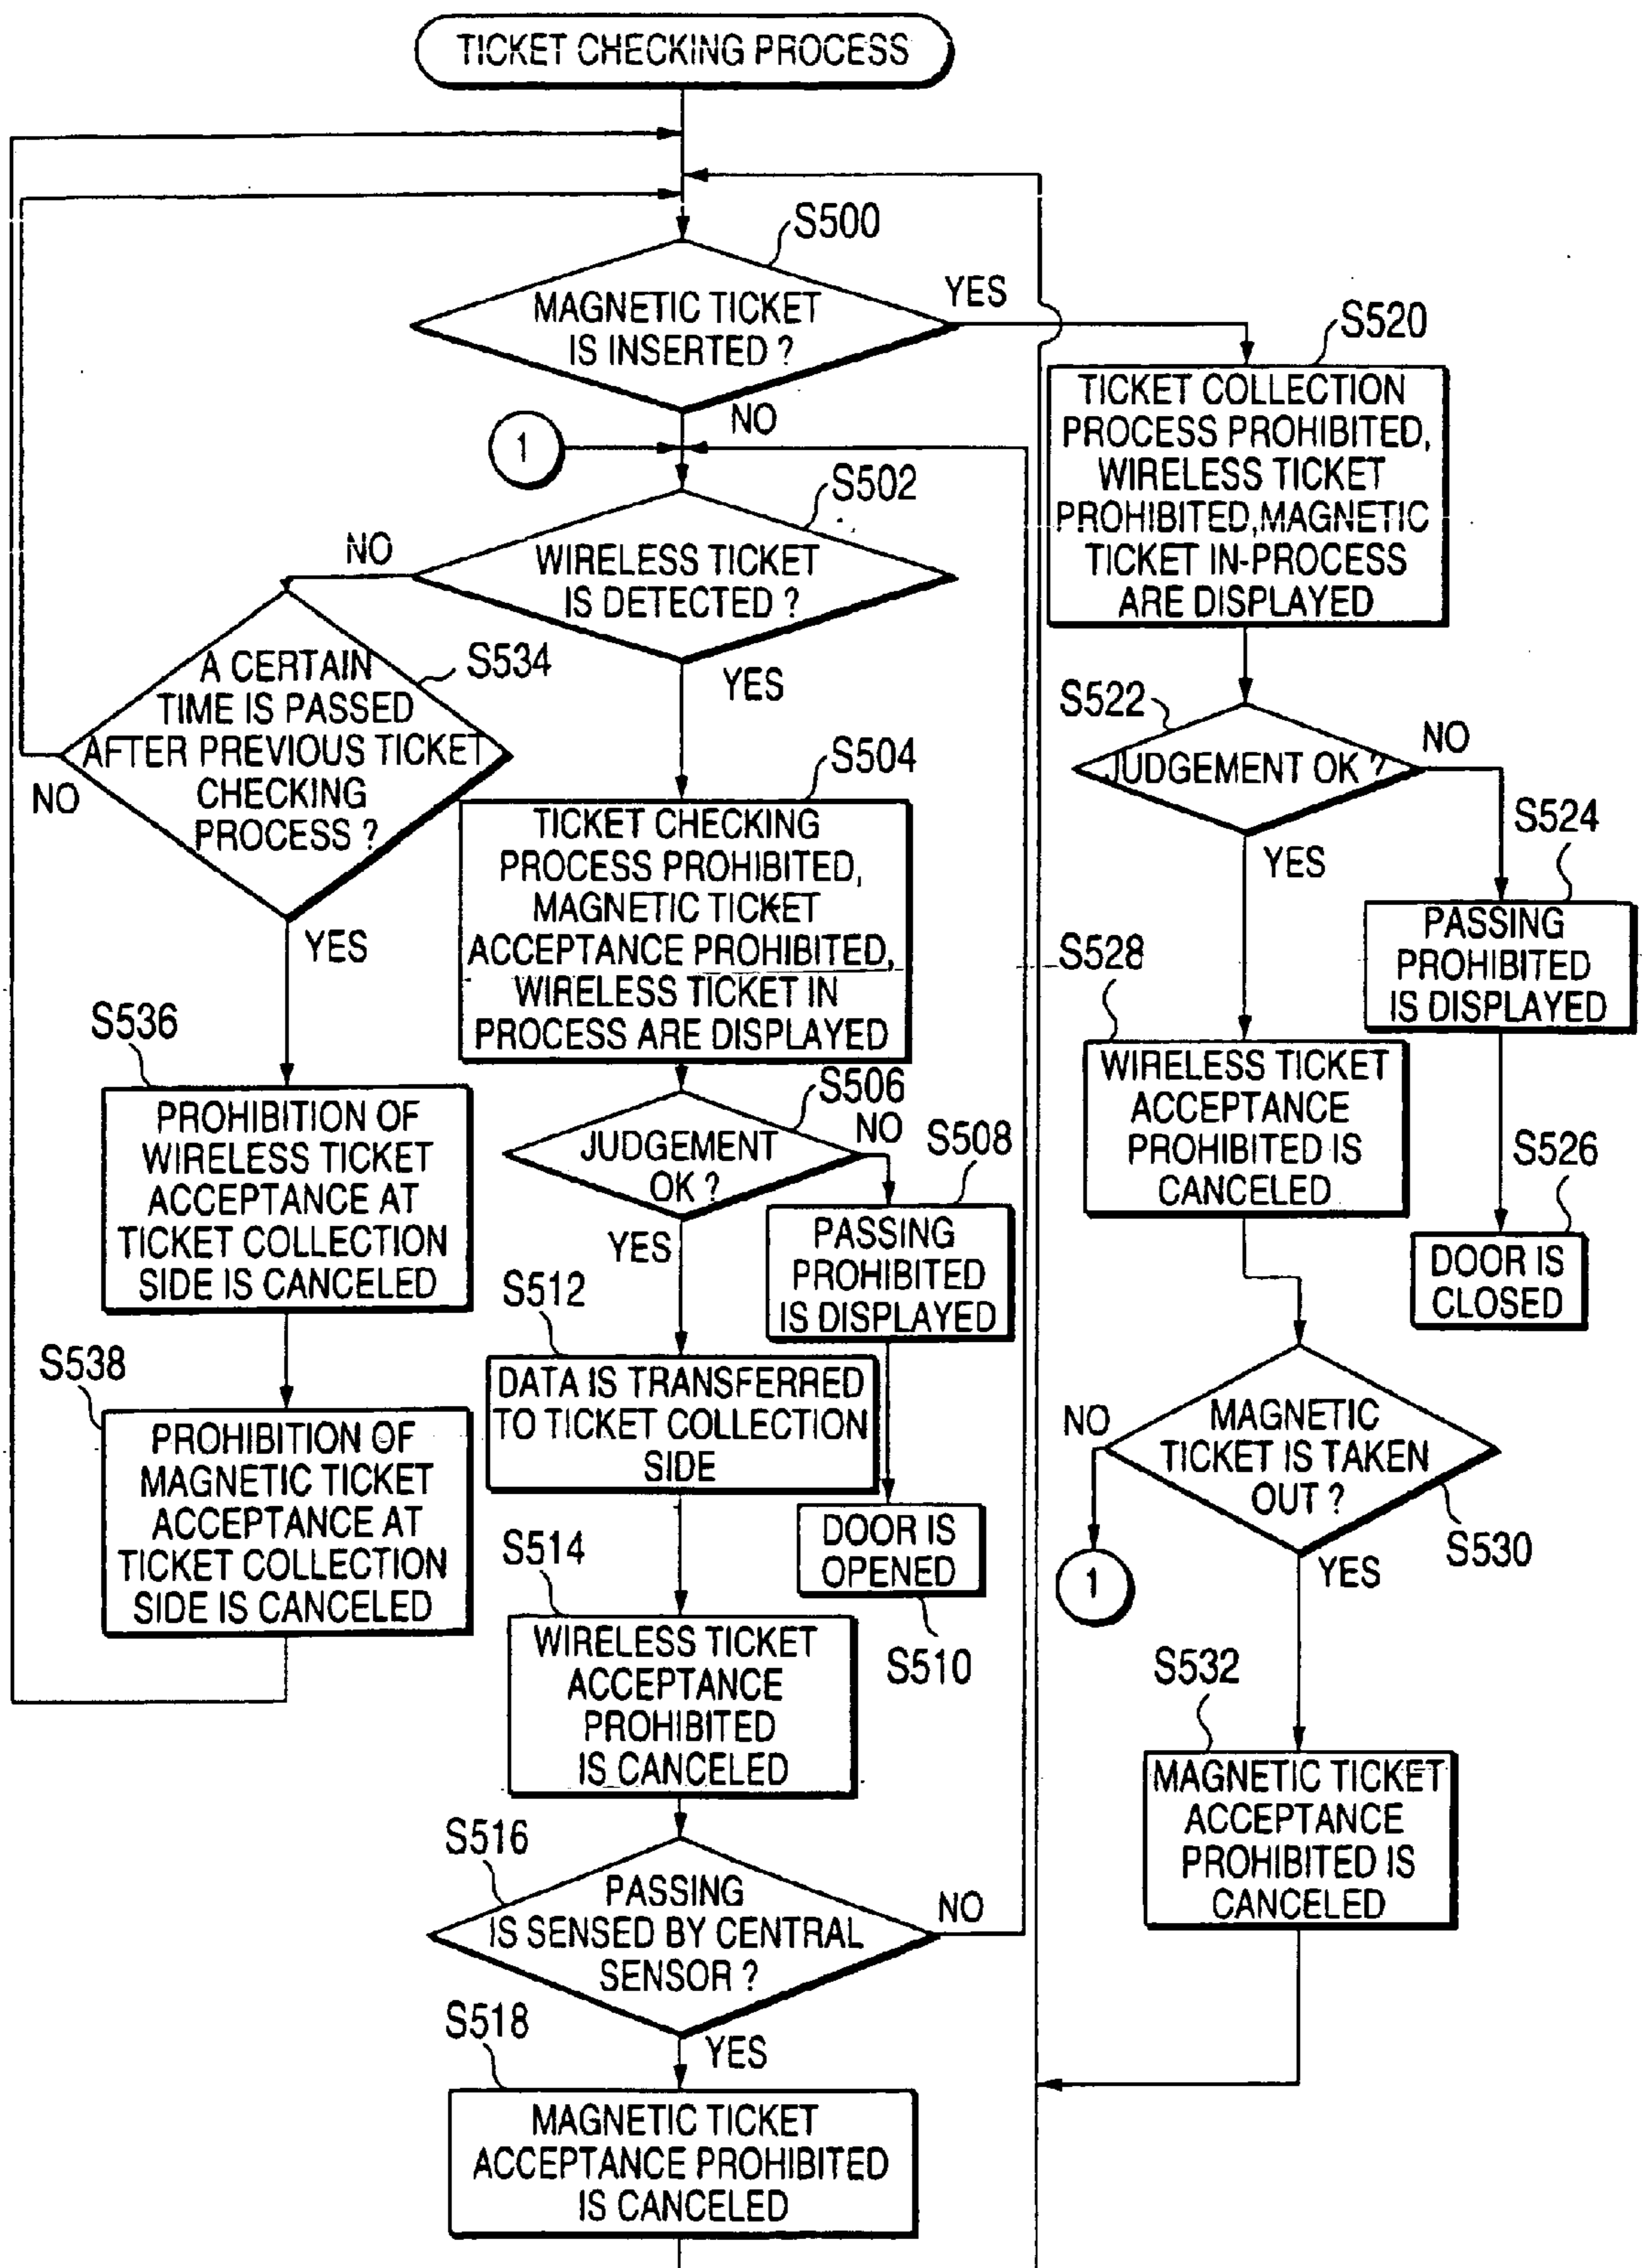 TICKET CHECKING PROCESS
S500
MAGNETIC TICKET
IS INSERTED ?
YES
NO
1
S502
WIRELESS TICKET
IS DETECTED ?
NO
YES
S534
A CERTAIN
TIME IS PASSED
AFTER PREVIOUS TICKET
CHECKING
PROCESS ?
NO
YES
S504
TICKET CHECKING
PROCESS PROHIBITED,
MAGNETIC TICKET
ACCEPTANCE PROHIBITED,
WIRELESS TICKET IN
PROCESS ARE DISPLAYED
S536
PROHIBITION OF
WIRELESS TICKET
ACCEPTANCE AT
TICKET COLLECTION
SIDE IS CANCELED
S538
PROHIBITION OF
MAGNETIC TICKET
ACCEPTANCE AT
TICKET COLLECTION
SIDE IS CANCELED
S506
JUDGEMENT
OK ?
NO
YES
S508
PASSING
PROHIBITED
IS DISPLAYED
S512
DATA IS TRANSFERRED
TO TICKET COLLECTION
SIDE
DOOR IS
OPENED
S510
S514
WIRELESS TICKET
ACCEPTANCE
PROHIBITED
IS CANCELED
S516
PASSING
IS SENSED BY CENTRAL
SENSOR ?
NO
YES
S518
MAGNETIC TICKET
ACCEPTANCE PROHIBITED
IS CANCELED
S520
TICKET COLLECTION
PROCESS PROHIBITED,
WIRELESS TICKET
PROHIBITED,MAGNETIC
TICKET IN-PROCESS
ARE DISPLAYED
S522
JUDGEMENT OK ?
NO
YES
S524
PASSING
PROHIBITED
IS DISPLAYED
S526
DOOR IS
CLOSED
S528
WIRELESS TICKET
ACCEPTANCE
PROHIBITED IS
CANCELED
MAGNETIC
TICKET IS TAKEN
OUT ?
NO
S530
1
YES
S532
MAGNETIC TICKET
ACCEPTANCE
PROHIBITED IS
CANCELED